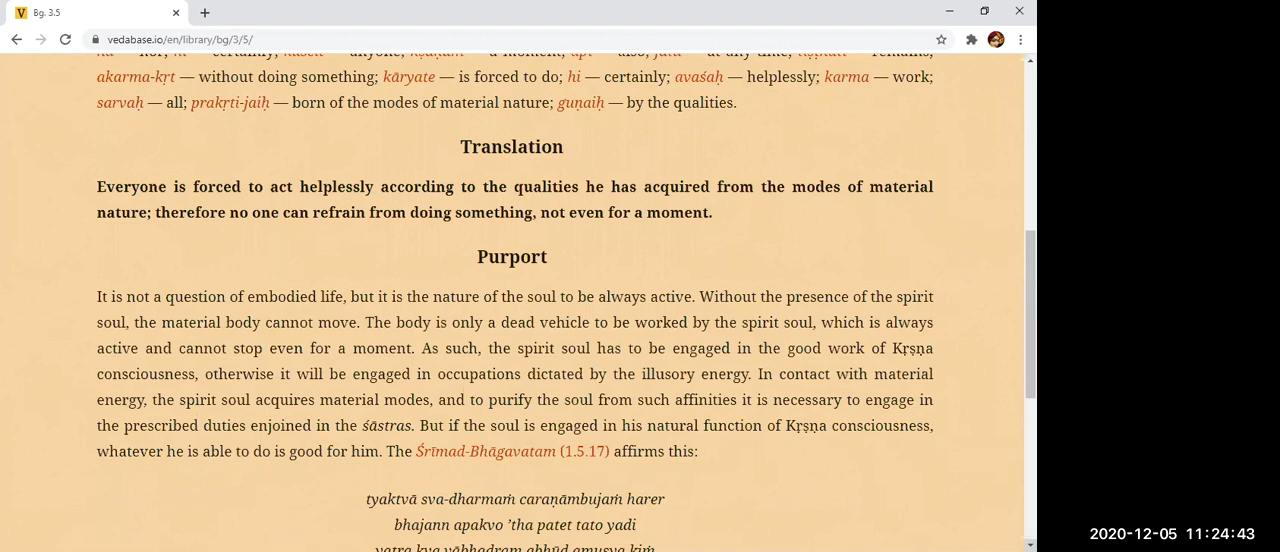 Bg. 3.5
vedabase.io/en/library/bg/3/5/
akarma-kṛt — without doing something; kāryate — is forced to do; hi — certainly; avaśaḥ — helplessly; karma — work;
sarvaḥ — all; prakṛti-jaiḥ — born of the modes of material nature; guṇaiḥ — by the qualities.
Translation
Everyone is forced to act helplessly according to the qualities he has acquired from the modes of material
nature; therefore no one can refrain from doing something, not even for a moment.
Purport
It is not a question of embodied life, but it is the nature of the soul to be always active. Without the presence of the spirit
soul, the material body cannot move. The body is only a dead vehicle to be worked by the spirit soul, which is always
active and cannot stop even for a moment. As such, the spirit soul has to be engaged in the good work of Kṛṣṇa
consciousness, otherwise it will be engaged in occupations dictated by the illusory energy. In contact with material
energy, the spirit soul acquires material modes, and to purify the soul from such affinities it is necessary to engage in
the prescribed duties enjoined in the śāstras. But if the soul is engaged in his natural function of Kṛṣṇa consciousness,
whatever he is able to do is good for him. The Śrīmad-Bhāgavatam (1.5.17) affirms this:
tyaktvā sva-dharmaṁ caraṇāmbujaṁ harer
bhajann apakvo ’tha patet tato yadi
yatra kva vābhadram abhūd amuṣya kiṁ
2020-12-05 11:24:43